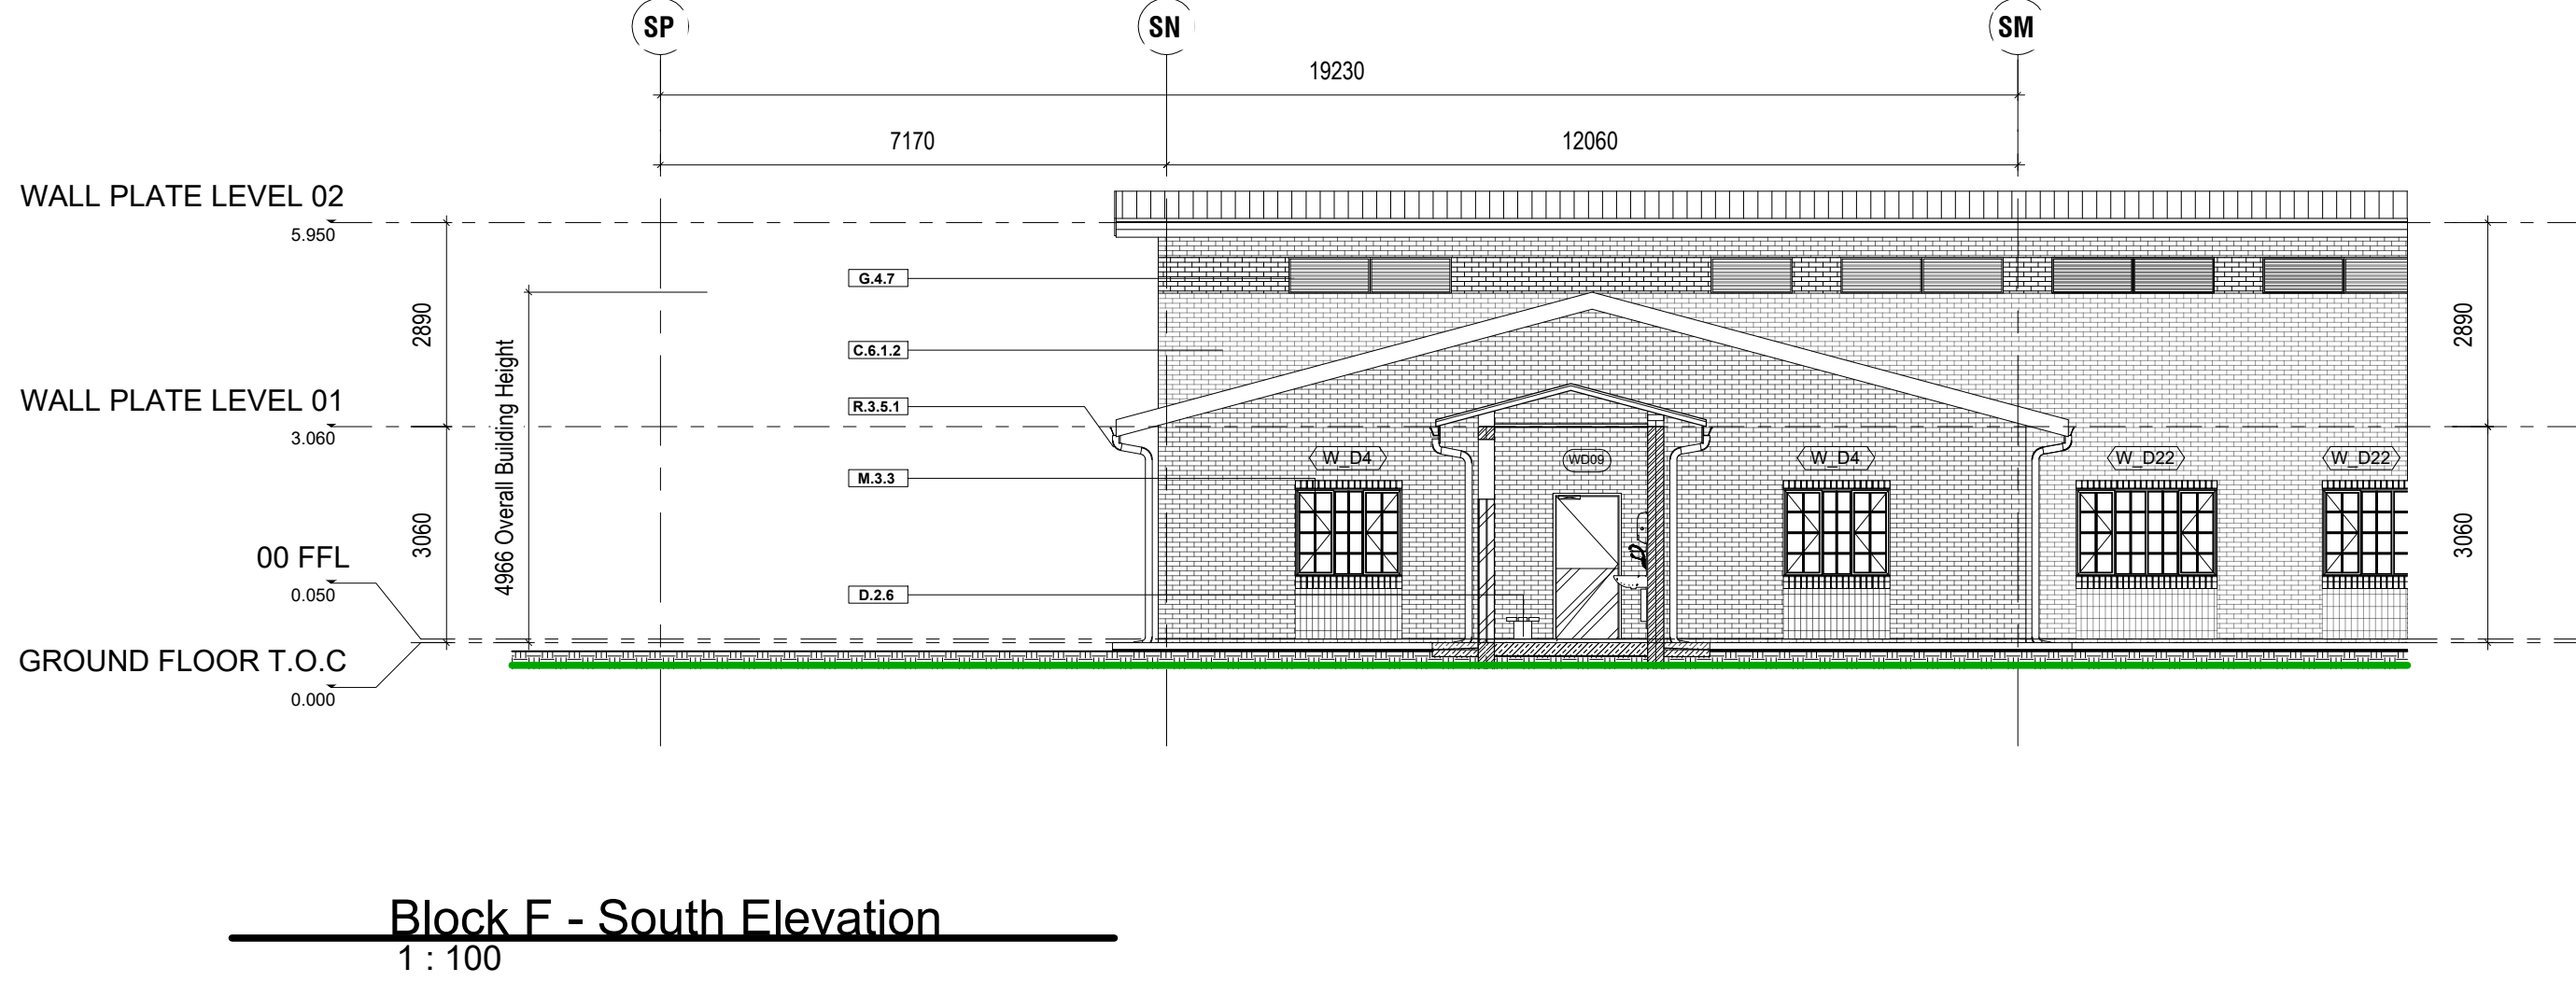 SP
SN
SM
19230
7170
12060
WALL PLATE LEVEL 02
5.950
G.4.7
2890
2890
4966 Overall Building Height
C.6.1.2
WALL PLATE LEVEL 01
3.060
R.3.5.1
W_D4
WD09
W_D4
W_D22
W_D22
M.3.3
3060
3060
00 FFL
0.050
D.2.6
GROUND FLOOR T.O.C
0.000
Block F - South Elevation
1 : 100